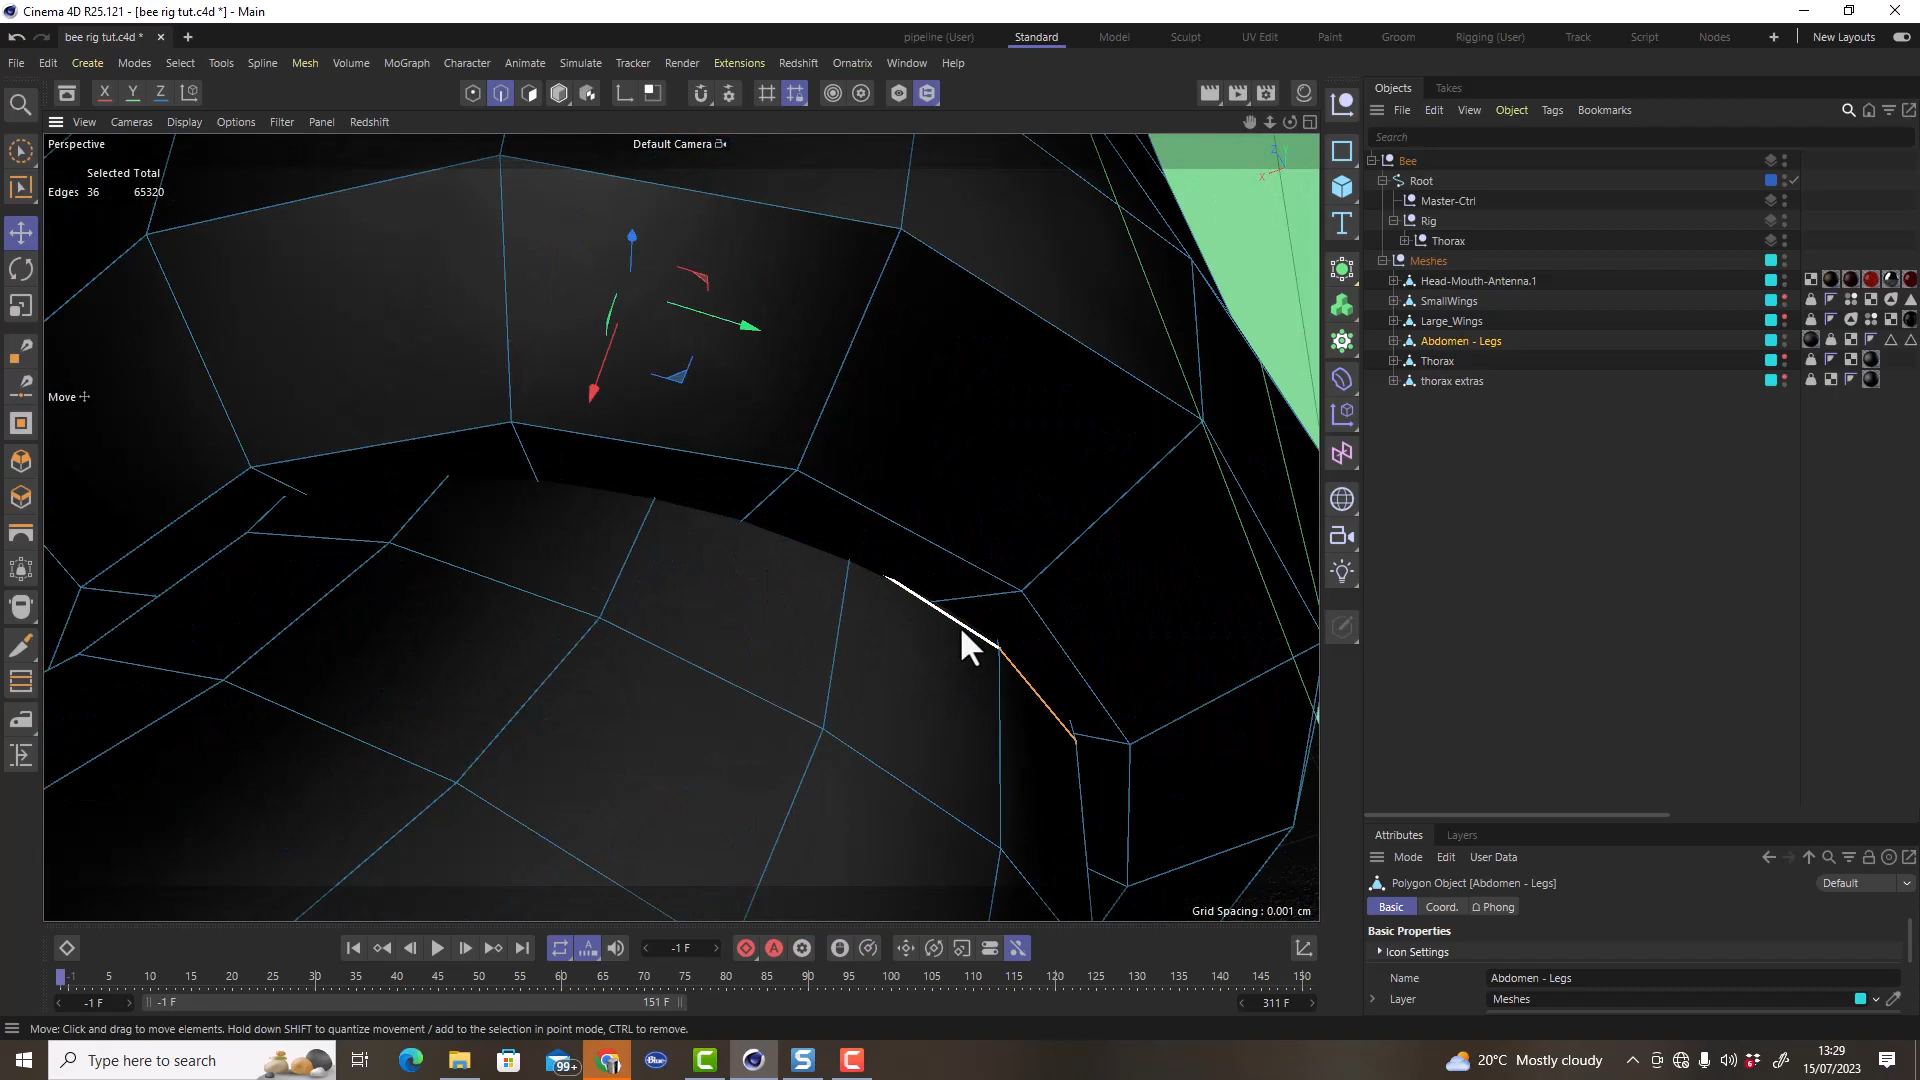 Cinema 4D R25.121 - [bee rig tut.c4d *] - Main
bee rig tut.c4d *
pipeline (User)
Standard
Model
Sculpt
UV Edit
Paint
Groom
Rigging (User)
Track
Script
Nodes
New Layouts
File Edit Create Modes Select Tools Spline Mesh Volume MoGraph Character Animate Simulate Tracker Render Extensions Redshift Ornatrix Window Help
X Y Z
Objects Takes
File Edit View Object Tags Bookmarks
View Cameras Display Options Filter Panel Redshift
Search
Perspective
Default Camera
Selected Total
Edges 36 65320
Z
X
Move
Bee
Root
Master-Ctrl
Rig
Thorax
Meshes
Head-Mouth-Antenna.1
SmallWings
Large_Wings
Abdomen - Legs
Thorax
thorax extras
Grid Spacing : 0.001 cm
Attributes Layers
Mode Edit User Data
Polygon Object [Abdomen - Legs]
Default
Basic Coord. Phong
Basic Properties
Icon Settings
Name Abdomen - Legs
Layer Meshes
-1 F
-1 5 10 15 20 25 30 35 40 45 50 55 60 65 70 75 80 85 90 95 100 105 110 115 120 125 130 135 140 145 150
-1 F
-1 F
151 F
311 F
Move: Click and drag to move elements. Hold down SHIFT to quantize movement / add to the selection in point mode, CTRL to remove.
Type here to search
99+
Blue
C
S
C
20°C Mostly cloudy
13:29
15/07/2023